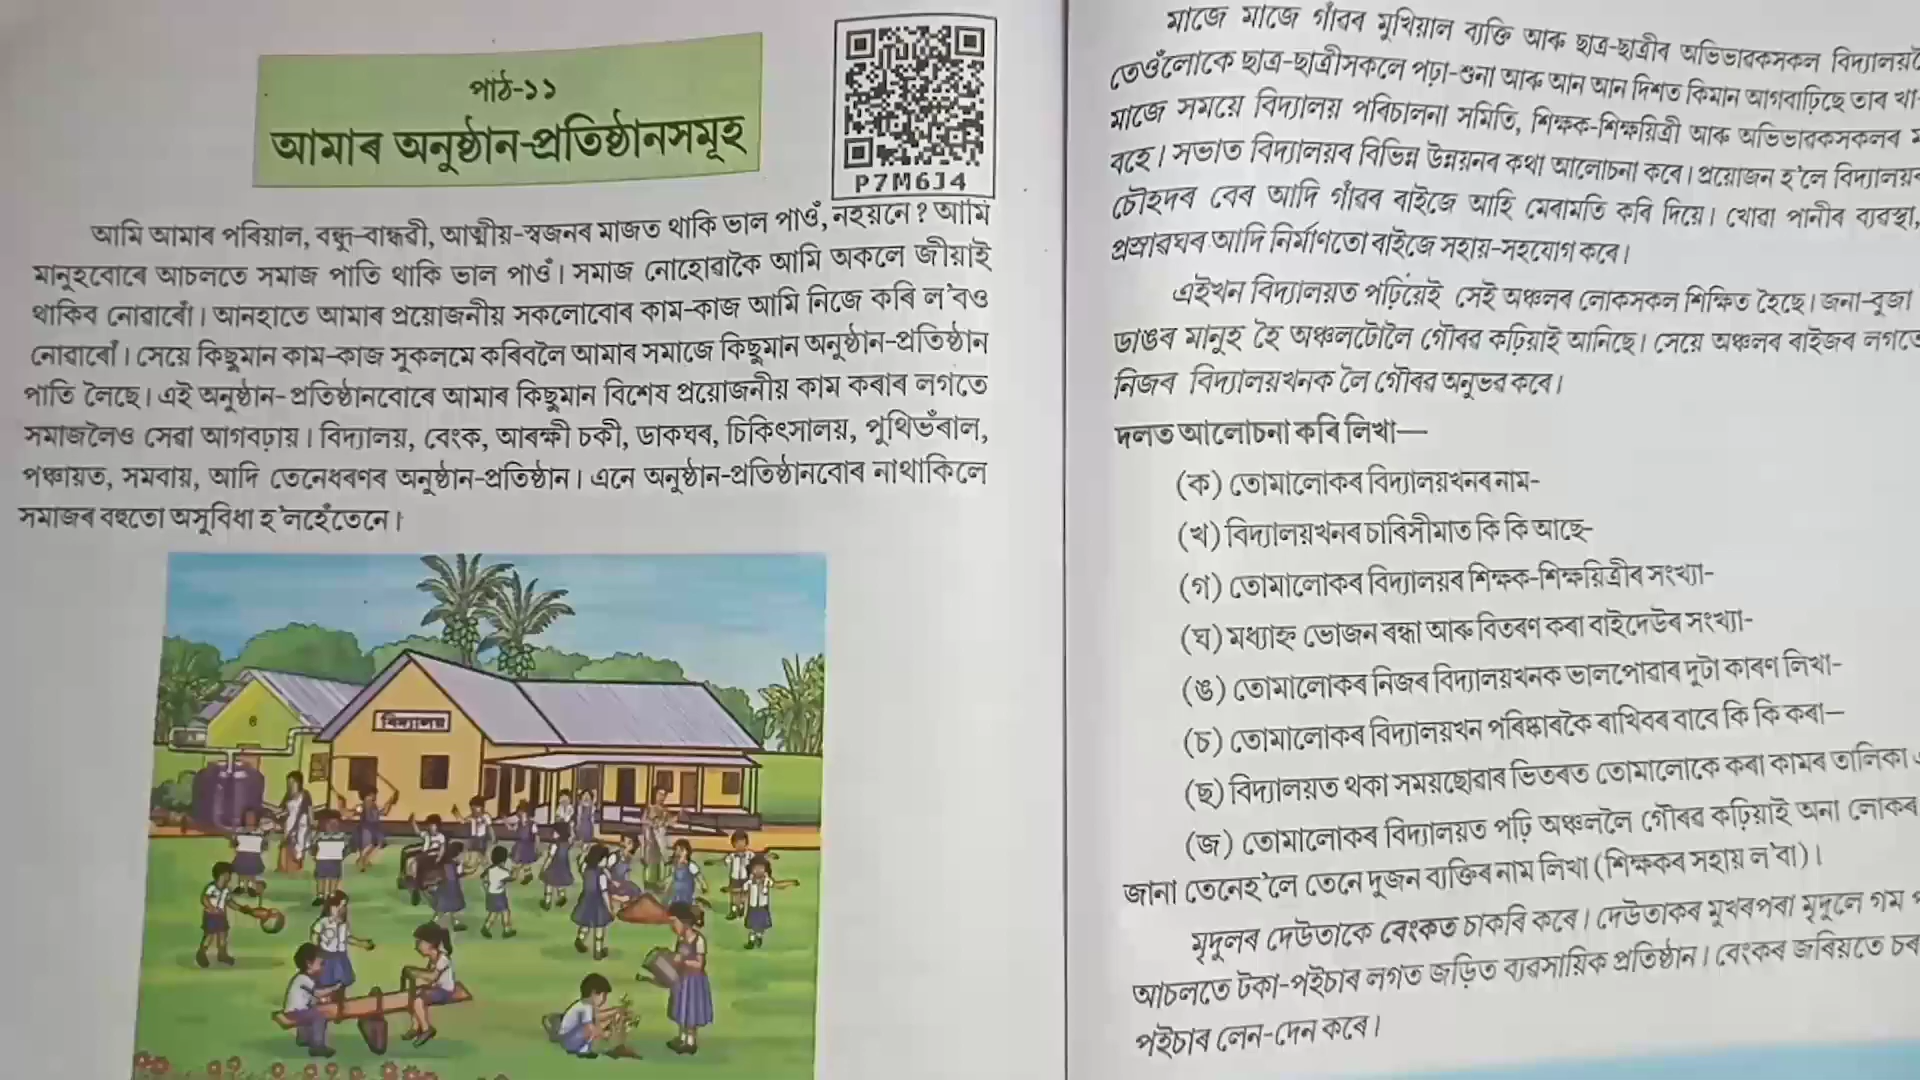 পাঠ-১১
আমাৰ অনুষ্ঠান-প্ৰতিষ্ঠানসমূহ
P7M6J4
আমি আমাৰ পৰিয়াল, বন্ধু-বান্ধৱী, আত্মীয়-স্বজনৰ মাজত থাকি ভাল পাওঁ, নহয়নে ? আমি
মানুহবোৰে আচলতে সমাজ পাতি থাকি ভাল পাওঁ। সমাজ নোহোৱাকৈ আমি অকলে জীয়াই
থাকিব নোৱাৰোঁ। আনহাতে আমাৰ প্ৰয়োজনীয় সকলোবোৰ কাম-কাজ আমি নিজে কৰি ল'বও
নোৱাৰোঁ। সেয়ে কিছুমান কাম-কাজ সুকলমে কৰিবলৈ আমাৰ সমাজে কিছুমান অনুষ্ঠান-প্ৰতিষ্ঠান
পাতি লৈছে। এই অনুষ্ঠান-প্ৰতিষ্ঠানবোৰে আমাৰ কিছুমান বিশেষ প্ৰয়োজনীয় কাম কৰাৰ লগতে
সমাজলৈও সেৱা আগবঢ়ায়। বিদ্যালয়, বেংক, আৰক্ষী চকী, ডাকঘৰ, চিকিৎসালয়, পুথিভঁৰাল,
পঞ্চায়ত, সমবায়, আদি তেনেধৰণৰ অনুষ্ঠান-প্ৰতিষ্ঠান। এনে অনুষ্ঠান-প্ৰতিষ্ঠানবোৰ নাথাকিলে
সমাজৰ বহুতো অসুবিধা হ'লহেঁতেনে।
বিদ্যালয়
মাজে মাজে গাঁৱৰ মুখিয়াল ব্যক্তি আৰু ছাত্ৰ-ছাত্ৰীৰ অভিভাৱকসকল বিদ্যালয়লৈ
তেওঁলোকে ছাত্ৰ-ছাত্ৰীসকলে পঢ়া-শুনা আৰু আন আন দিশত কিমান আগবাঢ়িছে তাৰ খা
মাজে সময়ে বিদ্যালয় পৰিচালনা সমিতি, শিক্ষক-শিক্ষয়িত্ৰী আৰু অভিভাৱকসকলৰ
বহে। সভাত বিদ্যালয়ৰ বিভিন্ন উন্নয়নৰ কথা আলোচনা কৰে। প্ৰয়োজন হ'লে বিদ্যালয়ৰ
চৌহদৰ বেৰ আদি গাঁৱৰ ৰাইজে আহি মেৰামতি কৰি দিয়ে। খোৱা পানীৰ ব্যৱস্থা,
প্ৰস্ৰাৱঘৰ আদি নিৰ্মাণতো ৰাইজে সহায়-সহযোগ কৰে।
এইখন বিদ্যালয়ত পঢ়িয়েই সেই অঞ্চলৰ লোকসকল শিক্ষিত হৈছে। জনা-বুজা
ডাঙৰ মানুহ হৈ অঞ্চলটোলৈ গৌৰৱ কঢ়িয়াই আনিছে। সেয়ে অঞ্চলৰ ৰাইজৰ লগতে
নিজৰ বিদ্যালয়খনক লৈ গৌৰৱ অনুভৱ কৰে।
দলত আলোচনা কৰি লিখা—
(ক) তোমালোকৰ বিদ্যালয়খনৰ নাম-
(খ) বিদ্যালয়খনৰ চাৰিসীমাত কি কি আছে-
(গ) তোমালোকৰ বিদ্যালয়ৰ শিক্ষক-শিক্ষয়িত্ৰীৰ সংখ্যা-
(ঘ) মধ্যাহ্ন ভোজন ৰন্ধা আৰু বিতৰণ কৰা বাইদেউৰ সংখ্যা-
(ঙ) তোমালোকৰ নিজৰ বিদ্যালয়খনক ভালপোৱাৰ দুটা কাৰণ লিখা-
(চ) তোমালোকৰ বিদ্যালয়খন পৰিষ্কাৰকৈ ৰাখিবৰ বাবে কি কি কৰা—
(ছ) বিদ্যালয়ত থকা সময়ছোৱাৰ ভিতৰত তোমালোকে কৰা কামৰ তালিকা
(জ) তোমালোকৰ বিদ্যালয়ত পঢ়ি অঞ্চললৈ গৌৰৱ কঢ়িয়াই অনা লোকৰ
জানা তেনেহ'লে তেনে দুজন ব্যক্তিৰ নাম লিখা (শিক্ষকৰ সহায় ল'বা)।
মৃদুলৰ দেউতাকে বেংকত চাকৰি কৰে। দেউতাকৰ মুখৰপৰা মৃদুলে গম
আচলতে টকা-পইচাৰ লগত জড়িত ব্যৱসায়িক প্ৰতিষ্ঠান। বেংকৰ জৰিয়তে চৰ
পইচাৰ লেন-দেন কৰে।